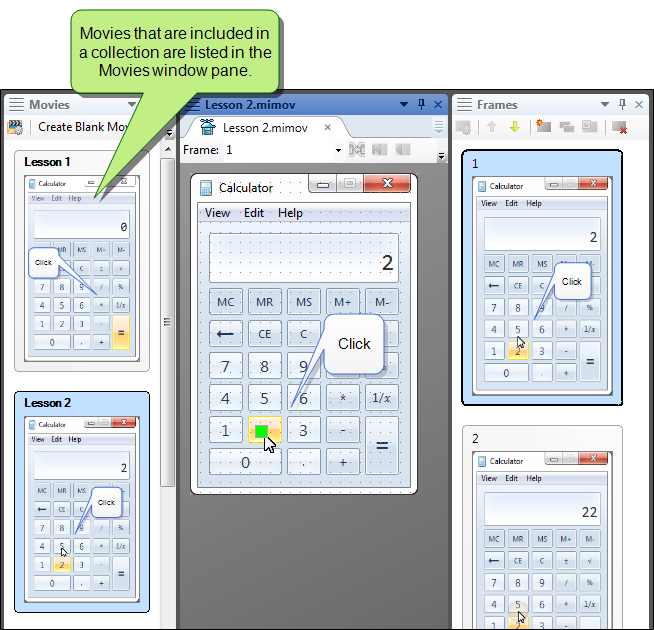 Movies that are included in
a collection are listed in the
Movies window pane.
Movies
Create Blank Mov
Lesson 1
Calculator
View Edit Help
0
MR MS M+ M-
Click
CE C ± √
7 8 9 / %
4 5 6 * 1/x
1 2 3 - =
0 . +
Lesson 2
Calculator
View Edit Help
2
MC MR MS
Click
← CE C
7 8 9 / %
4 5 6 * 1/x
1 2 3 - =
0 . +
Lesson 2.mimov
Lesson 2.mimov
Frame: 1
Calculator
View Edit Help
2
MC MR MS M+ M-
← CE C
Click
7 8 9 %
4 5 6 * 1/x
1 3 - =
0 . +
Frames
1
Calculator
View Edit Help
2
MC MR MS
← CE C
Click
7 8 9 / %
4 5 6 * 1/x
1 2 3 - =
0 . +
2
Calculator
View Edit Help
22
MC MR MS M+ M-
← CE C ± √
7 8 9 / %
4 5 6 * 1/x
1 2 3 -